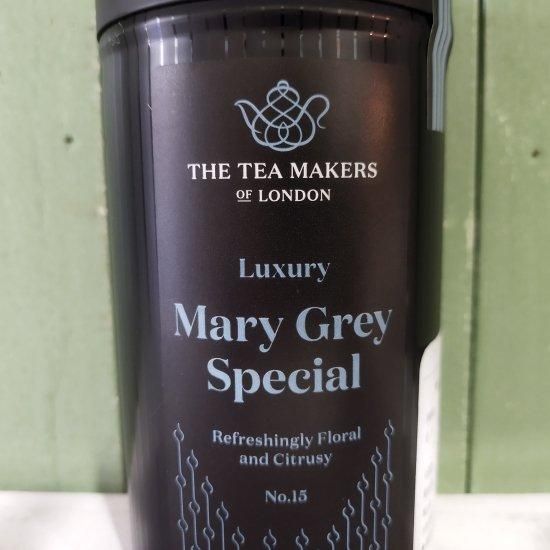 THE TEA MAKERS
OF LONDON
Luxury
Mary Grey
Special
Refreshingly Floral
and Citrusy
No.15